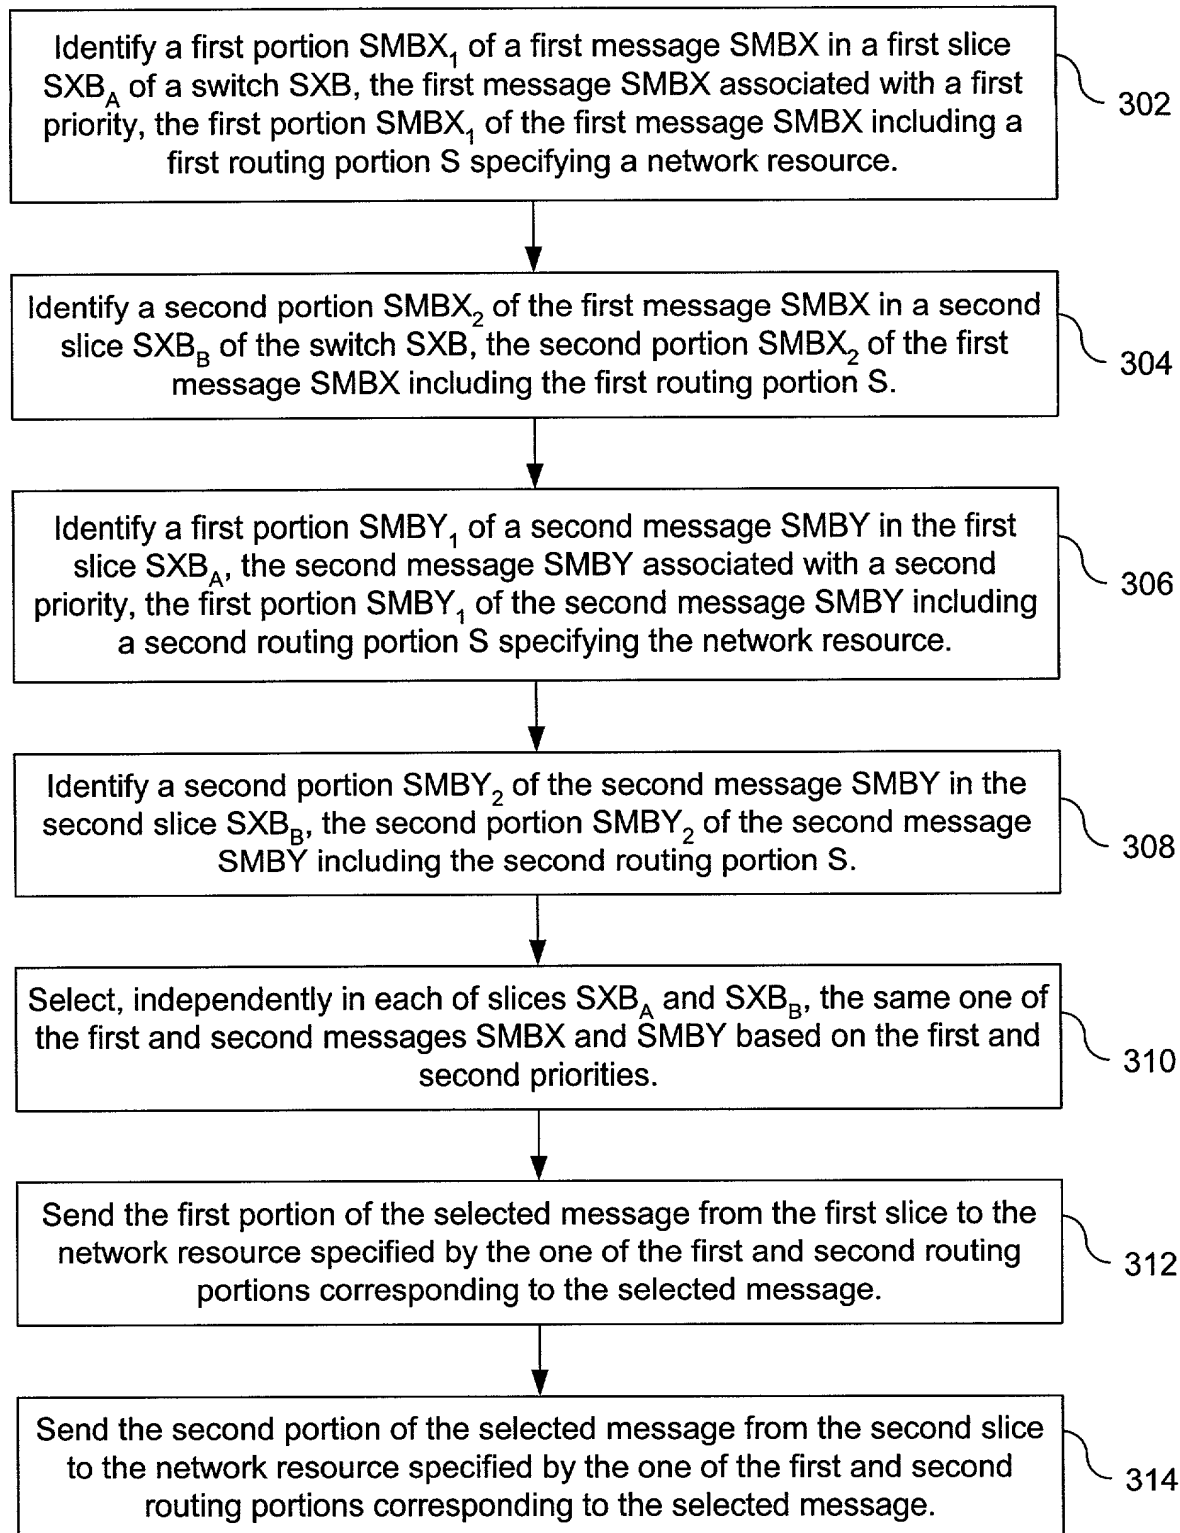 Identify a first portion SMBX₁ of a first message SMBX in a first slice
SXB_A of a switch SXB, the first message SMBX associated with a first
priority, the first portion SMBX₁ of the first message SMBX including a
first routing portion S specifying a network resource.
302
Identify a second portion SMBX₂ of the first message SMBX in a second
slice SXB_B of the switch SXB, the second portion SMBX₂ of the first
message SMBX including the first routing portion S.
304
Identify a first portion SMBY₁ of a second message SMBY in the first
slice SXB_A, the second message SMBY associated with a second
priority, the first portion SMBY₁ of the second message SMBY including
a second routing portion S specifying the network resource.
306
Identify a second portion SMBY₂ of the second message SMBY in the
second slice SXB_B, the second portion SMBY₂ of the second message
SMBY including the second routing portion S.
308
Select, independently in each of slices SXB_A and SXB_B, the same one of
the first and second messages SMBX and SMBY based on the first and
second priorities.
310
Send the first portion of the selected message from the first slice to the
network resource specified by the one of the first and second routing
portions corresponding to the selected message.
312
Send the second portion of the selected message from the second slice
to the network resource specified by the one of the first and second
routing portions corresponding to the selected message.
314